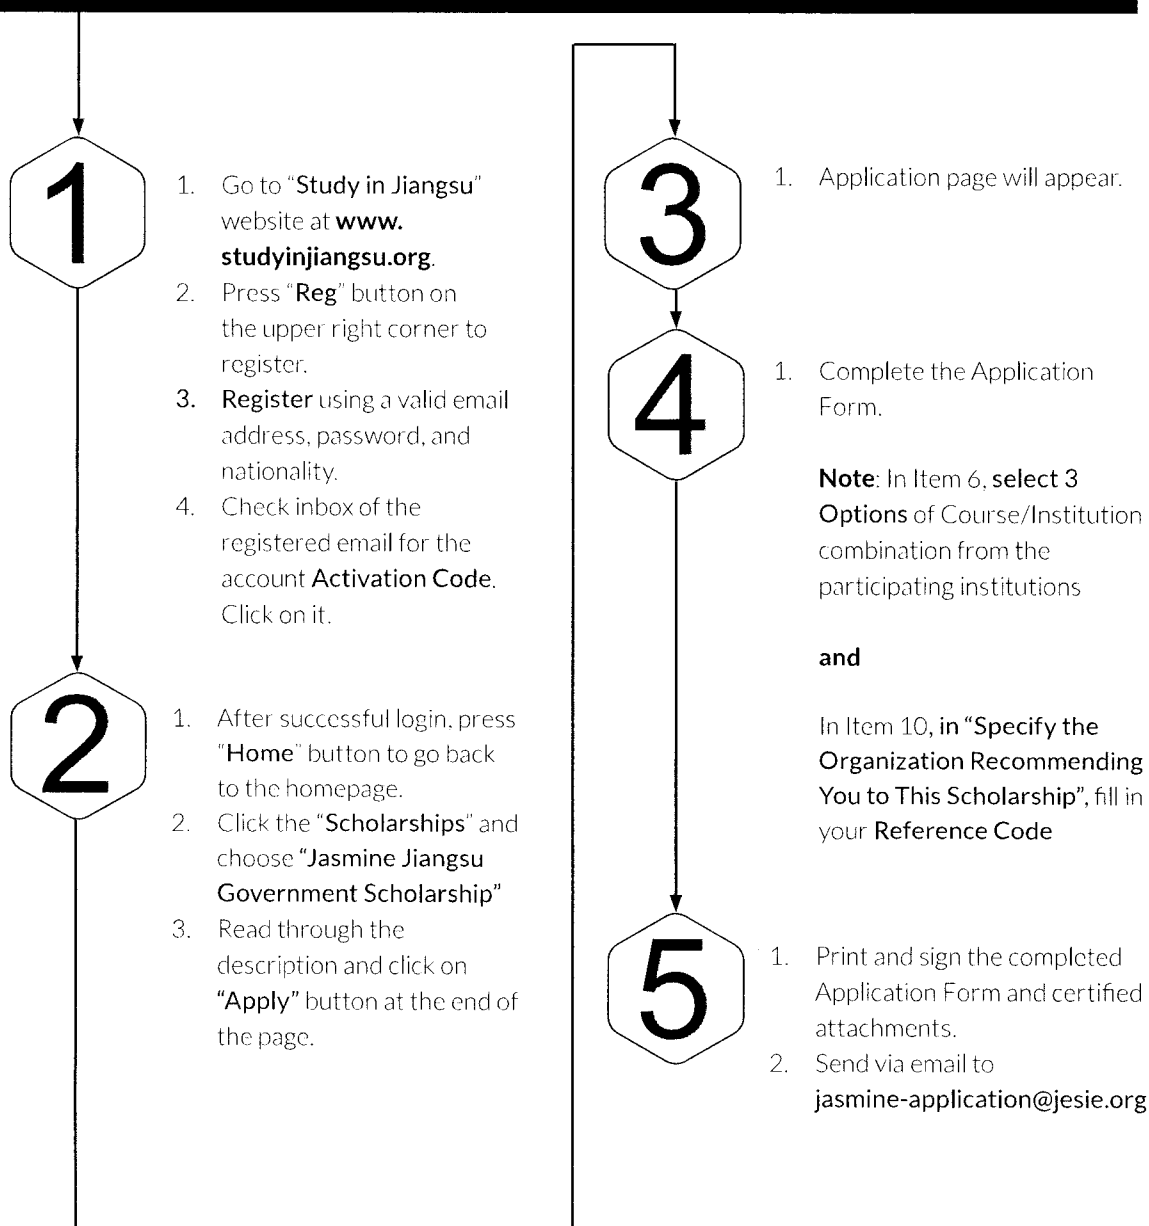 1
1. Go to "Study in Jiangsu"
website at www.
studyinjiangsu.org.
2. Press "Reg" button on
the upper right corner to
register.
3. Register using a valid email
address, password, and
nationality.
4. Check inbox of the
registered email for the
account Activation Code.
Click on it.
2
1. After successful login, press
"Home" button to go back
to the homepage.
2. Click the "Scholarships" and
choose "Jasmine Jiangsu
Government Scholarship"
3. Read through the
description and click on
"Apply" button at the end of
the page.
3
1. Application page will appear.
4
1. Complete the Application
Form.
Note: In Item 6, select 3
Options of Course/Institution
combination from the
participating institutions
and
In Item 10, in "Specify the
Organization Recommending
You to This Scholarship", fill in
your Reference Code
5
1. Print and sign the completed
Application Form and certified
attachments.
2. Send via email to
jasmine-application@jesie.org